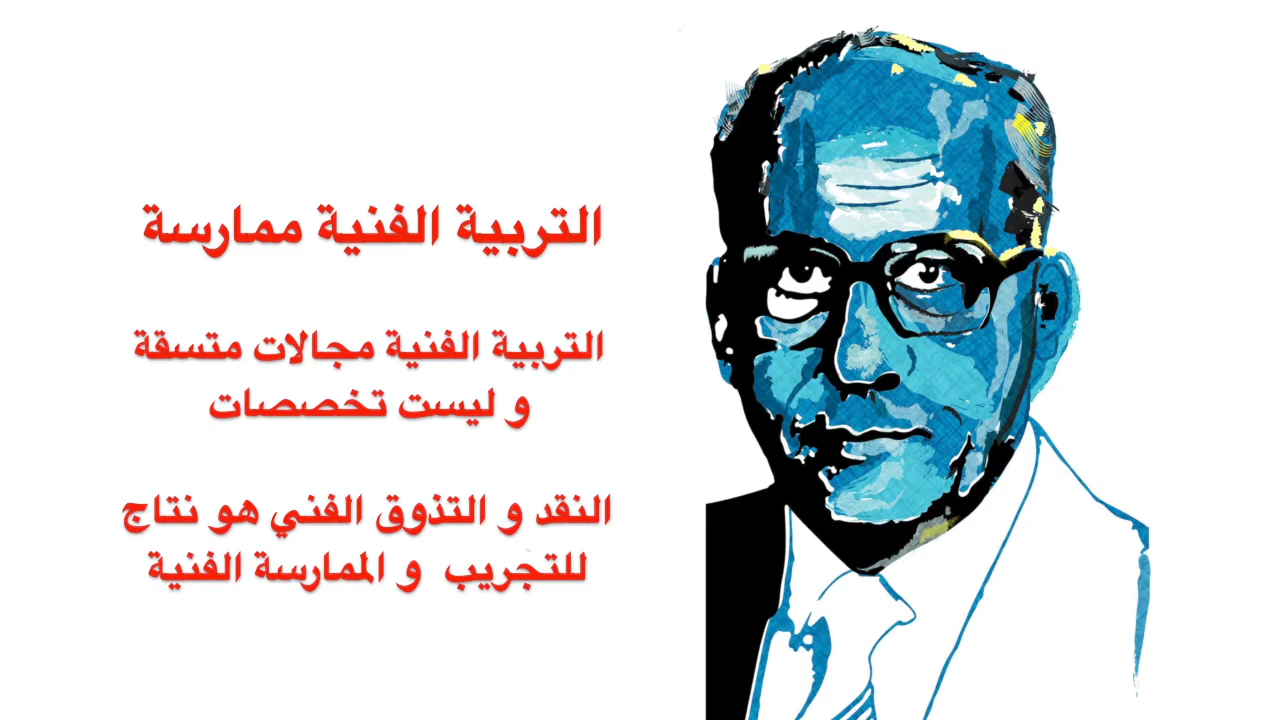 التربية الفنية ممارسة
التربية الفنية مجالات متسقة
و ليست تخصصات
النقد و التذوق الفني هو نتاج
للتجريب و الممارسة الفنية